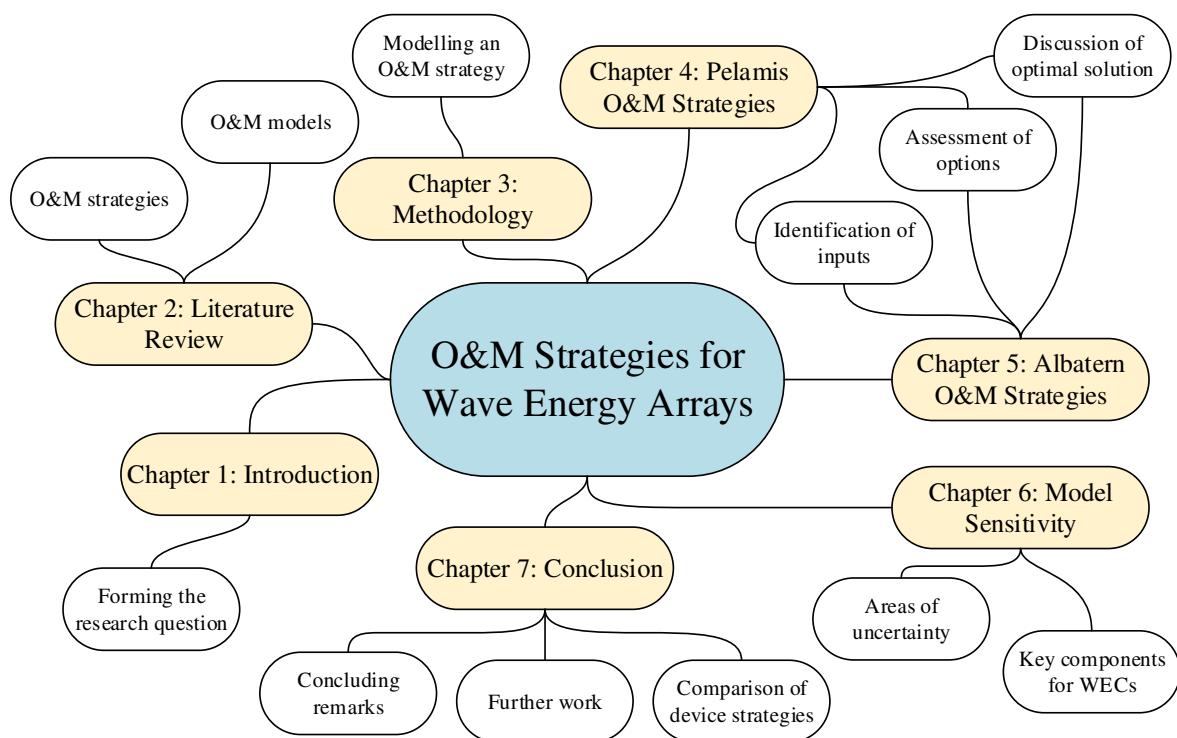 Modelling an
O&M strategy
Chapter 4: Pelamis
O&M Strategies
Discussion of
optimal solution
O&M models
Assessment of
options
O&M strategies
Chapter 3:
Methodology
Identification of
inputs
Chapter 2: Literature
Review
O&M Strategies for
Wave Energy Arrays
Chapter 5: Albatern
O&M Strategies
Chapter 1: Introduction
Chapter 6: Model
Sensitivity
Chapter 7: Conclusion
Forming the
research question
Areas of
uncertainty
Key components
for WECs
Concluding
remarks
Further work
Comparison of
device strategies